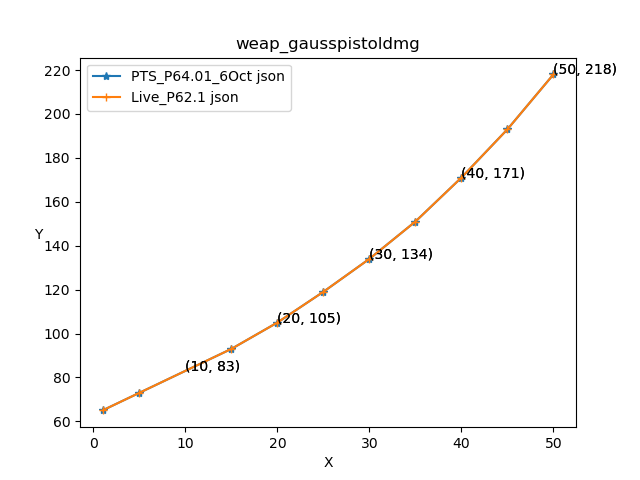 weap_gausspistoldmg
PTS_P64.01_6Oct json
Live_P62.1 json
(50, 218)
(40, 171)
(30, 134)
(20, 105)
(10, 83)
220
200
180
160
140
120
100
80
60
Y
0 10 20 30 40 50
X